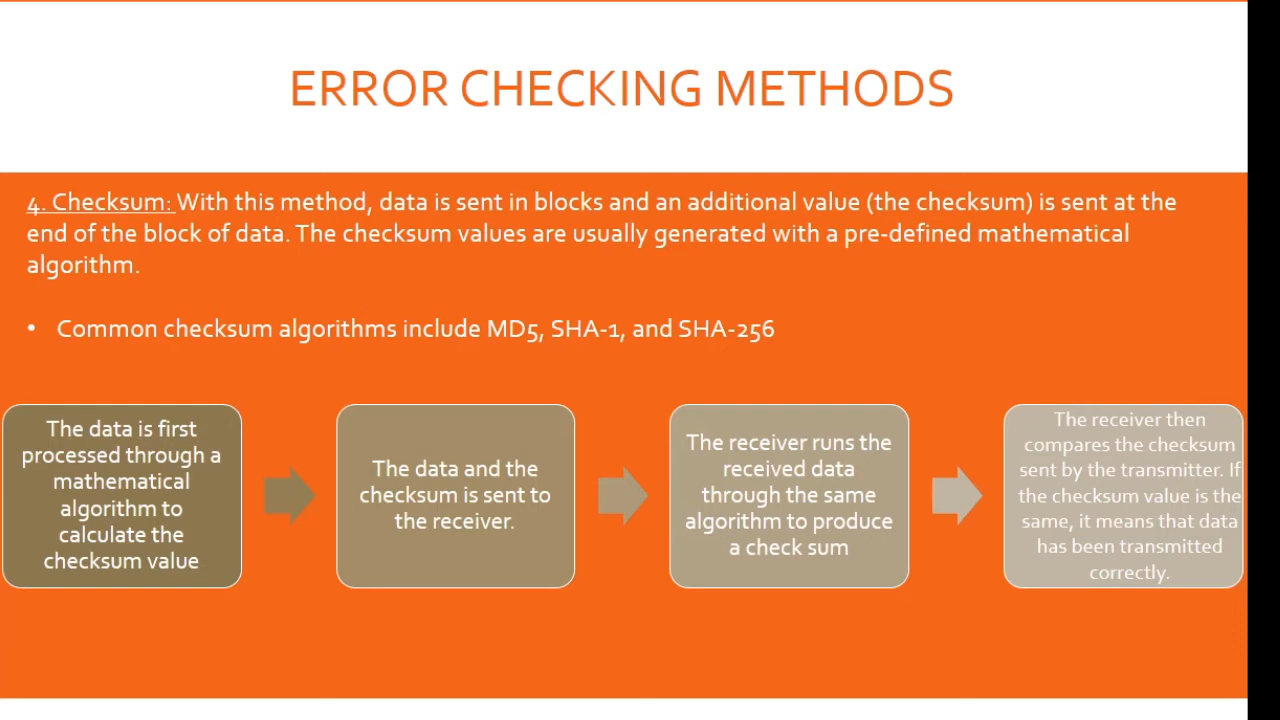 ERROR CHECKING METHODS
4. Checksum: With this method, data is sent in blocks and an additional value (the checksum) is sent at the
end of the block of data. The checksum values are usually generated with a pre-defined mathematical
algorithm.
• Common checksum algorithms include MD5, SHA-1, and SHA-256
The data is first
processed through a
mathematical
algorithm to
calculate the
checksum value
The data and the
checksum is sent to
the receiver.
The receiver runs the
received data
through the same
algorithm to produce
a check sum
The receiver then
compares the checksum
sent by the transmitter. If
the checksum value is the
same, it means that data
has been transmitted
correctly.